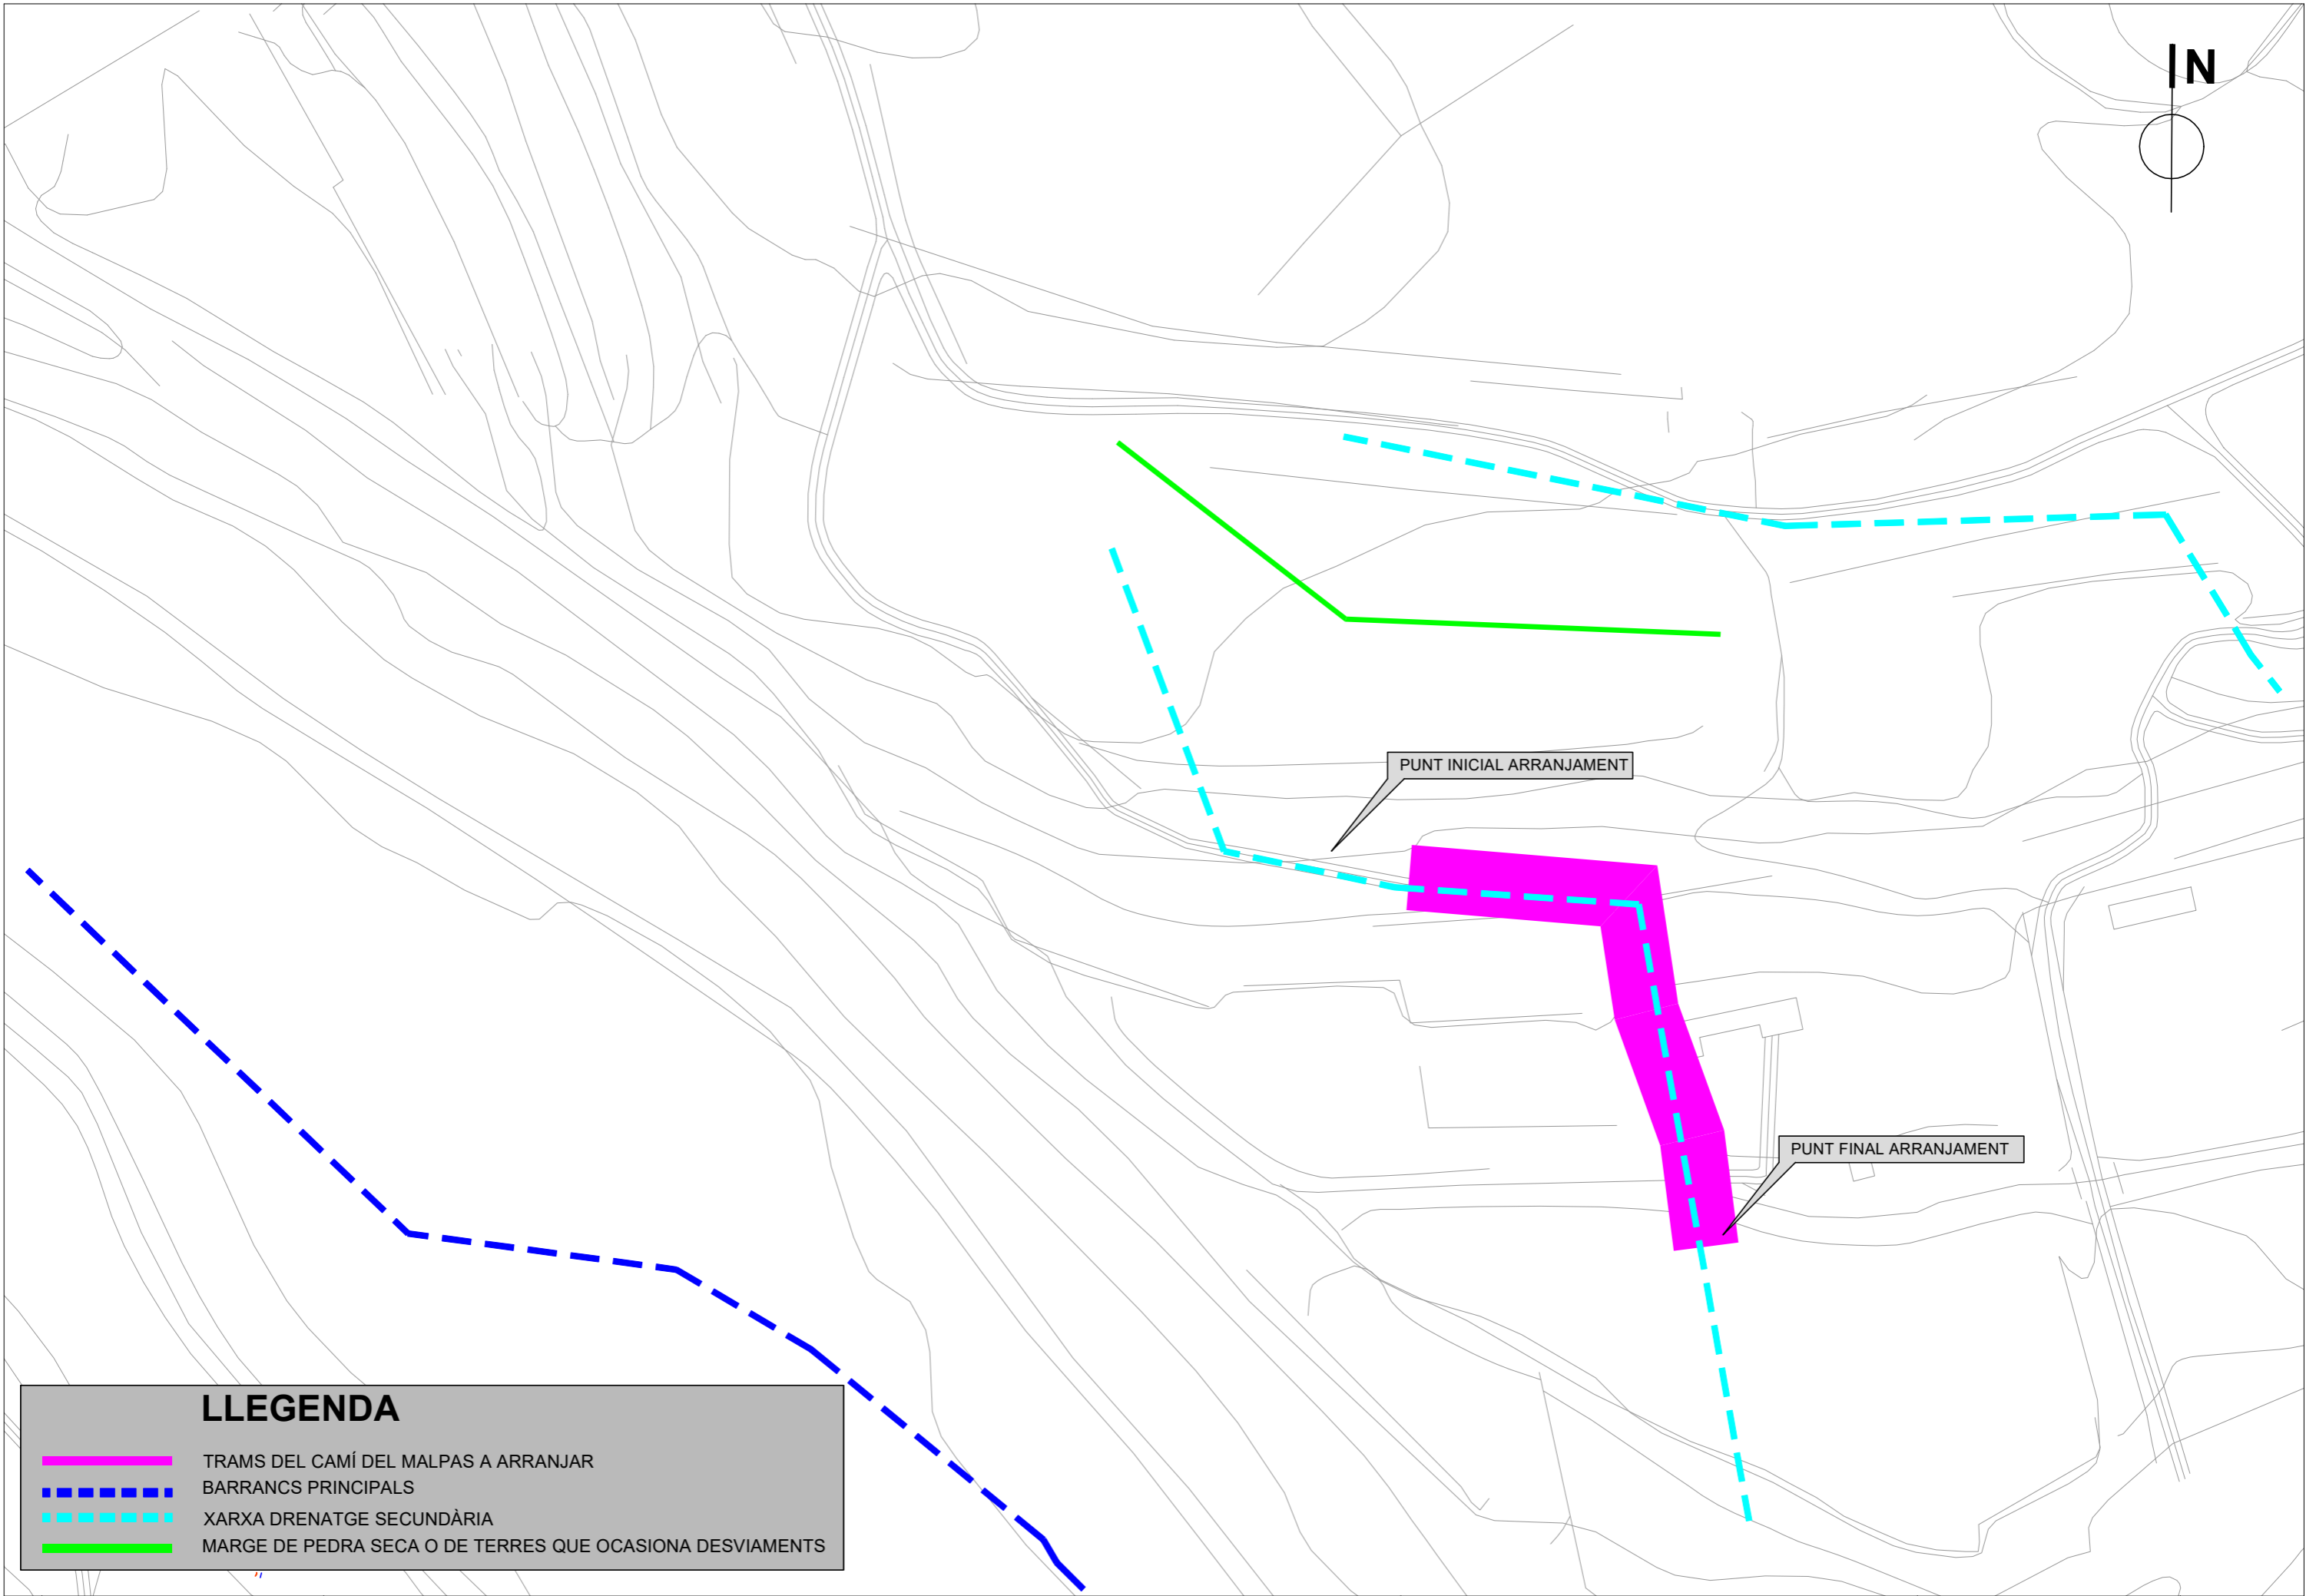 N
PUNT INICIAL ARRANJAMENT
PUNT FINAL ARRANJAMENT
LLEGENDA
TRAMS DEL CAMÍ DEL MALPAS A ARRANJAR
BARRANCS PRINCIPALS
XARXA DRENATGE SECUNDÀRIA
MARGE DE PEDRA SECA O DE TERRES QUE OCASIONA DESVIAMENTS